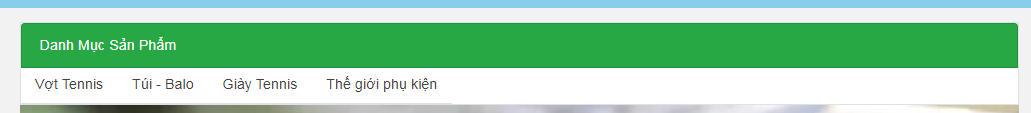 Danh Mục Sản Phẩm
Vợt Tennis Túi - Balo Giày Tennis Thế giới phụ kiện